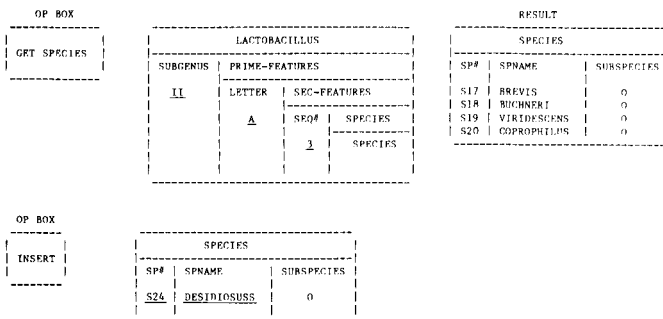 OP BOX
RESULT
GET SPECIES
LACTOBACILLUS
SPECIES
SUBGENUS PRIME-FEATURES
SP# SPNAME SUBSPECIES
II LETTER SEC-FEATURES
S17 BREVIS 0
A SEQ# SPECIES
S18 BUCHNERI 0
S19 VIRIDESCENS 0
3 SPECIES
S20 COPROPHILUS 0
OP BOX
SPECIES
INSERT
SP# SPNAME SUBSPECIES
S24 DESIDIOSUSS 0